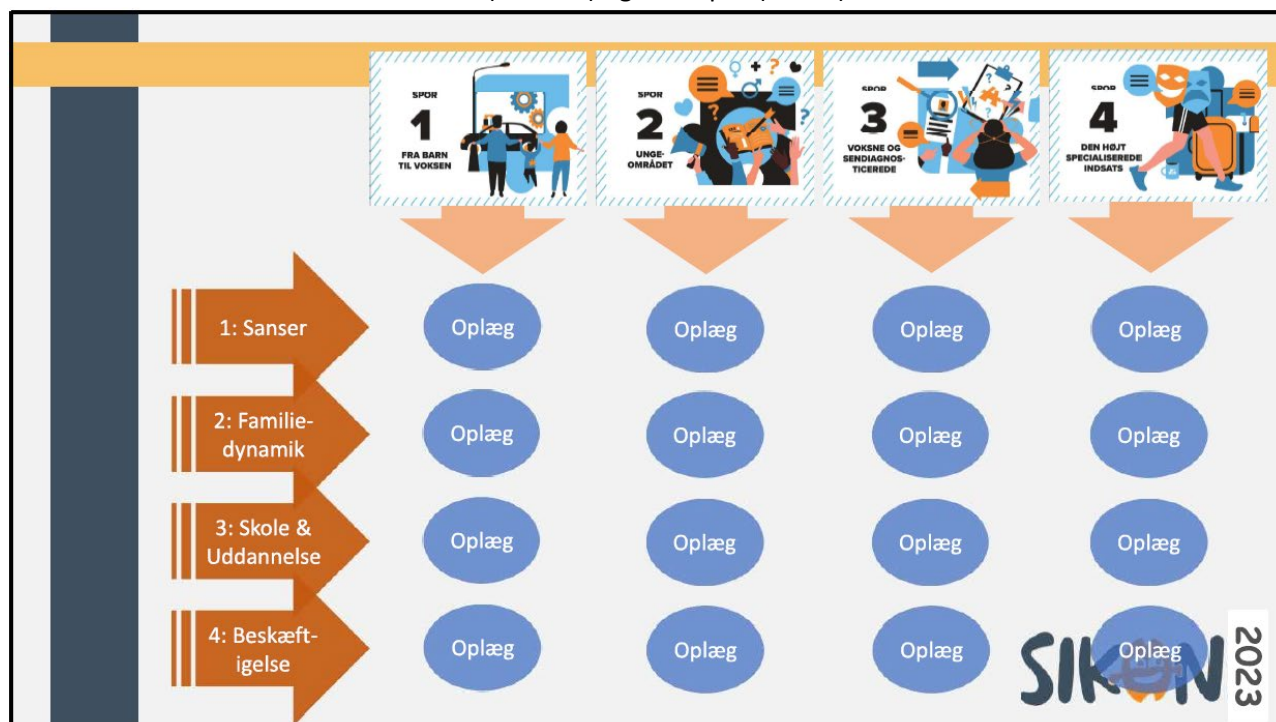 SPOR
1
FRA BARN
TIL VOKSEN
SPOR
2
UNGE-
OMRÅDET
SPOR
3
VOKSNE OG
SENDIAGNOS-
TICEREDE
SPOR
4
DEN HØJT
SPECIALISEREDE
INDSATS
1: Sanser
Oplæg
Oplæg
Oplæg
Oplæg
2: Familie-
dynamik
Oplæg
Oplæg
Oplæg
Oplæg
3: Skole &
Uddannelse
Oplæg
Oplæg
Oplæg
Oplæg
4: Beskæft-
igelse
Oplæg
Oplæg
Oplæg
Oplæg
SIKON
2023